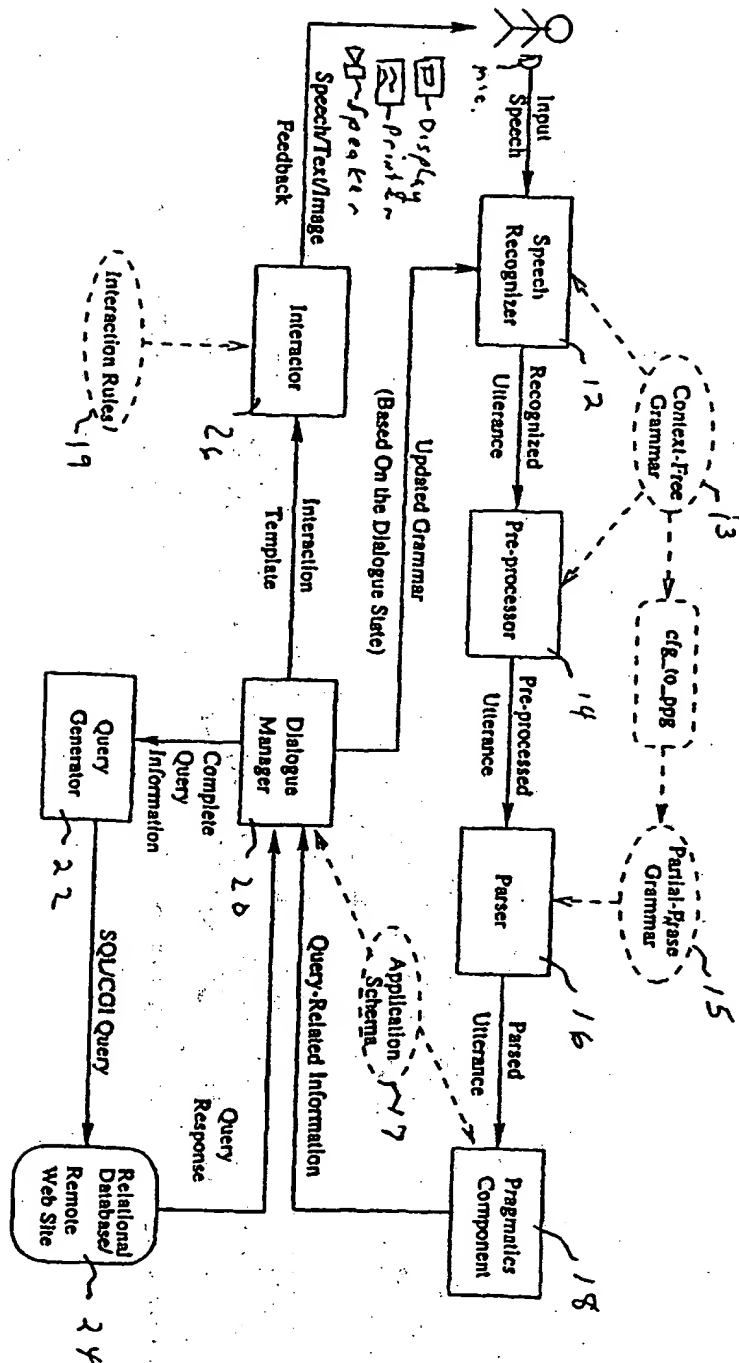 mic.
Input
Speech
Speech
Recognizer
12
Recognized
Utterance
Context-Free
Grammar
13
Pre-processor
14
Pre-processed
Utterance
cfg_to_ppg
Parser
16
Partial-Phrase
Grammar
15
Parsed
Utterance
Pragmatics
Component
18
Display
Printer
Speaker
Speech/Text/Image
Feedback
Interactor
26
Interaction Rules/
19
Interaction
Template
Updated Grammar
(Based On the Dialogue State)
Dialogue
Manager
20
Application
Schema
17
Query-Related Information
Complete
Query
Information
Query
Response
Query
Generator
22
SQL/CGI Query
Relational
Database/
Remote
Web Site
24